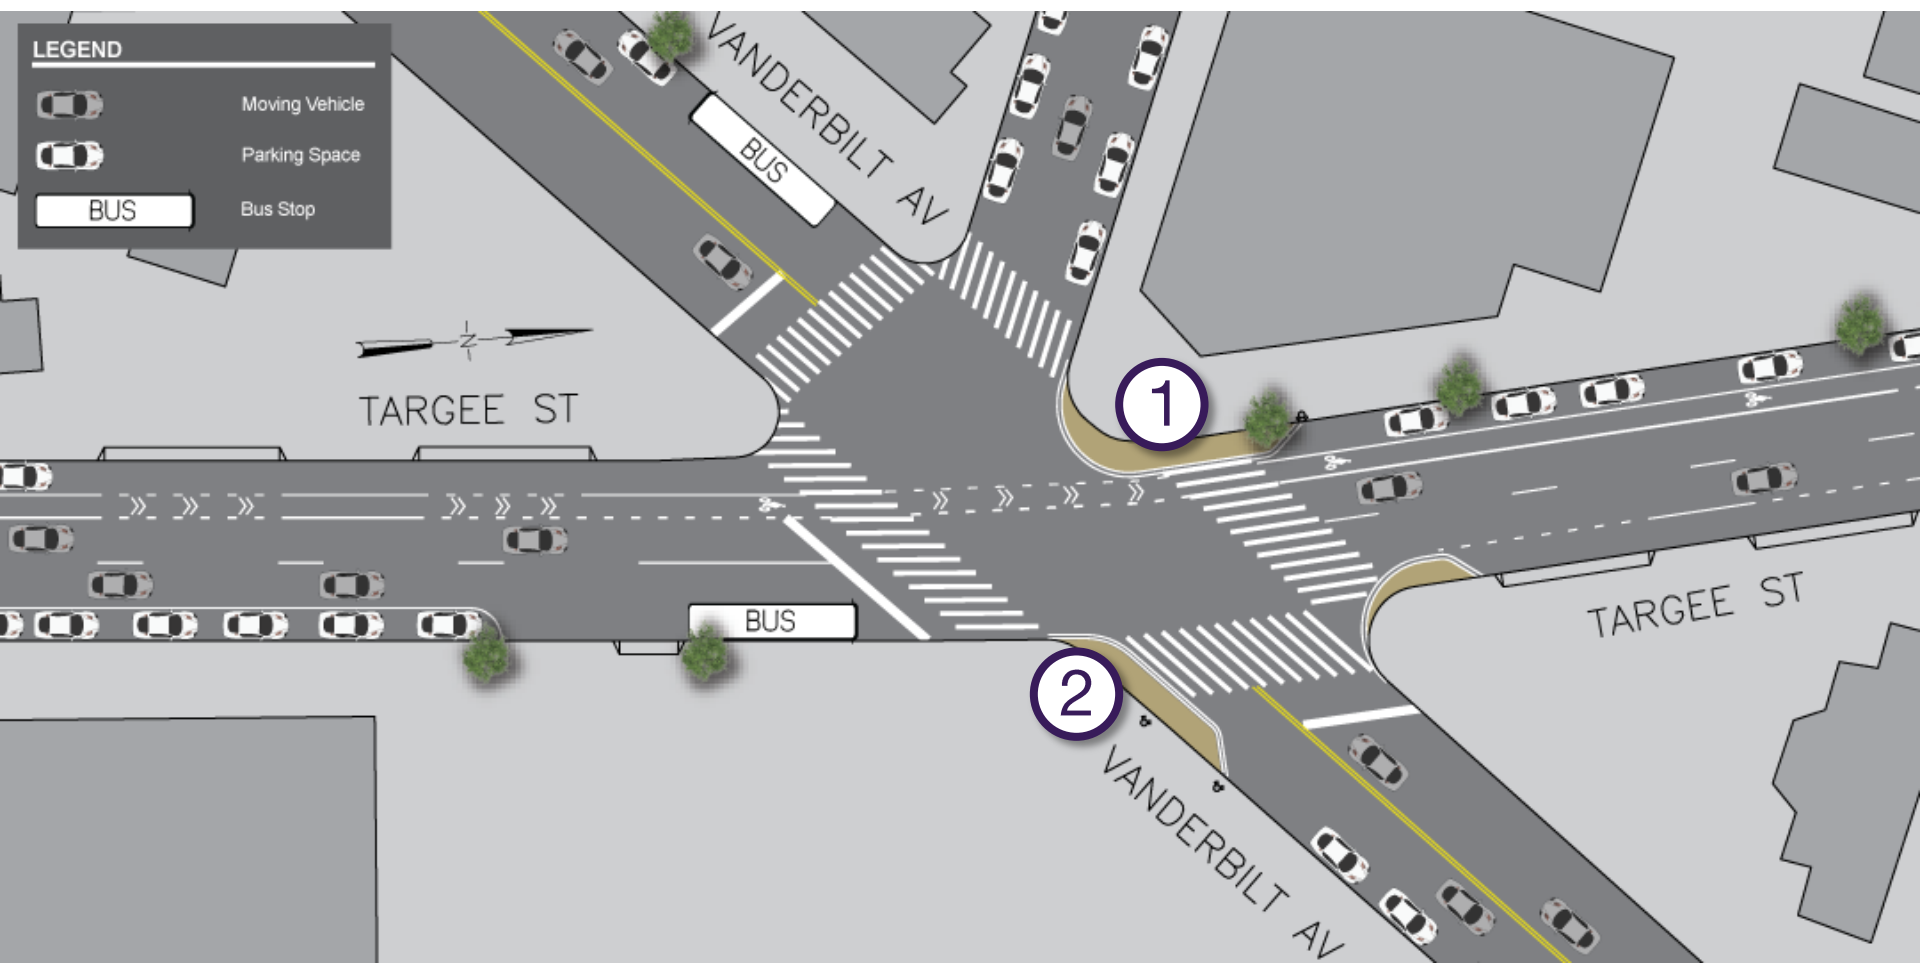 LEGEND
Moving Vehicle
Parking Space
BUS
Bus Stop
VANDERBILT AV
BUS
N
TARGEE ST
1
BUS
2
TARGEE ST
VANDERBILT AV